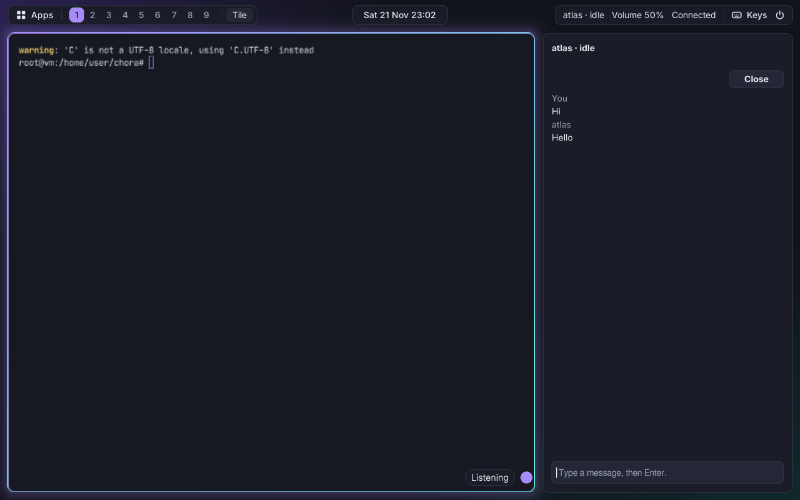 Apps 1 2 3 4 5 6 7 8 9 Tile Sat 21 Nov 23:02 atlas · idle Volume 50% Connected Keys
warning: 'C' is not a UTF-8 locale, using 'C.UTF-8' instead
root@vm:/home/user/chora#
Listening
atlas · idle
Close
You
Hi
atlas
Hello
Type a message, then Enter.